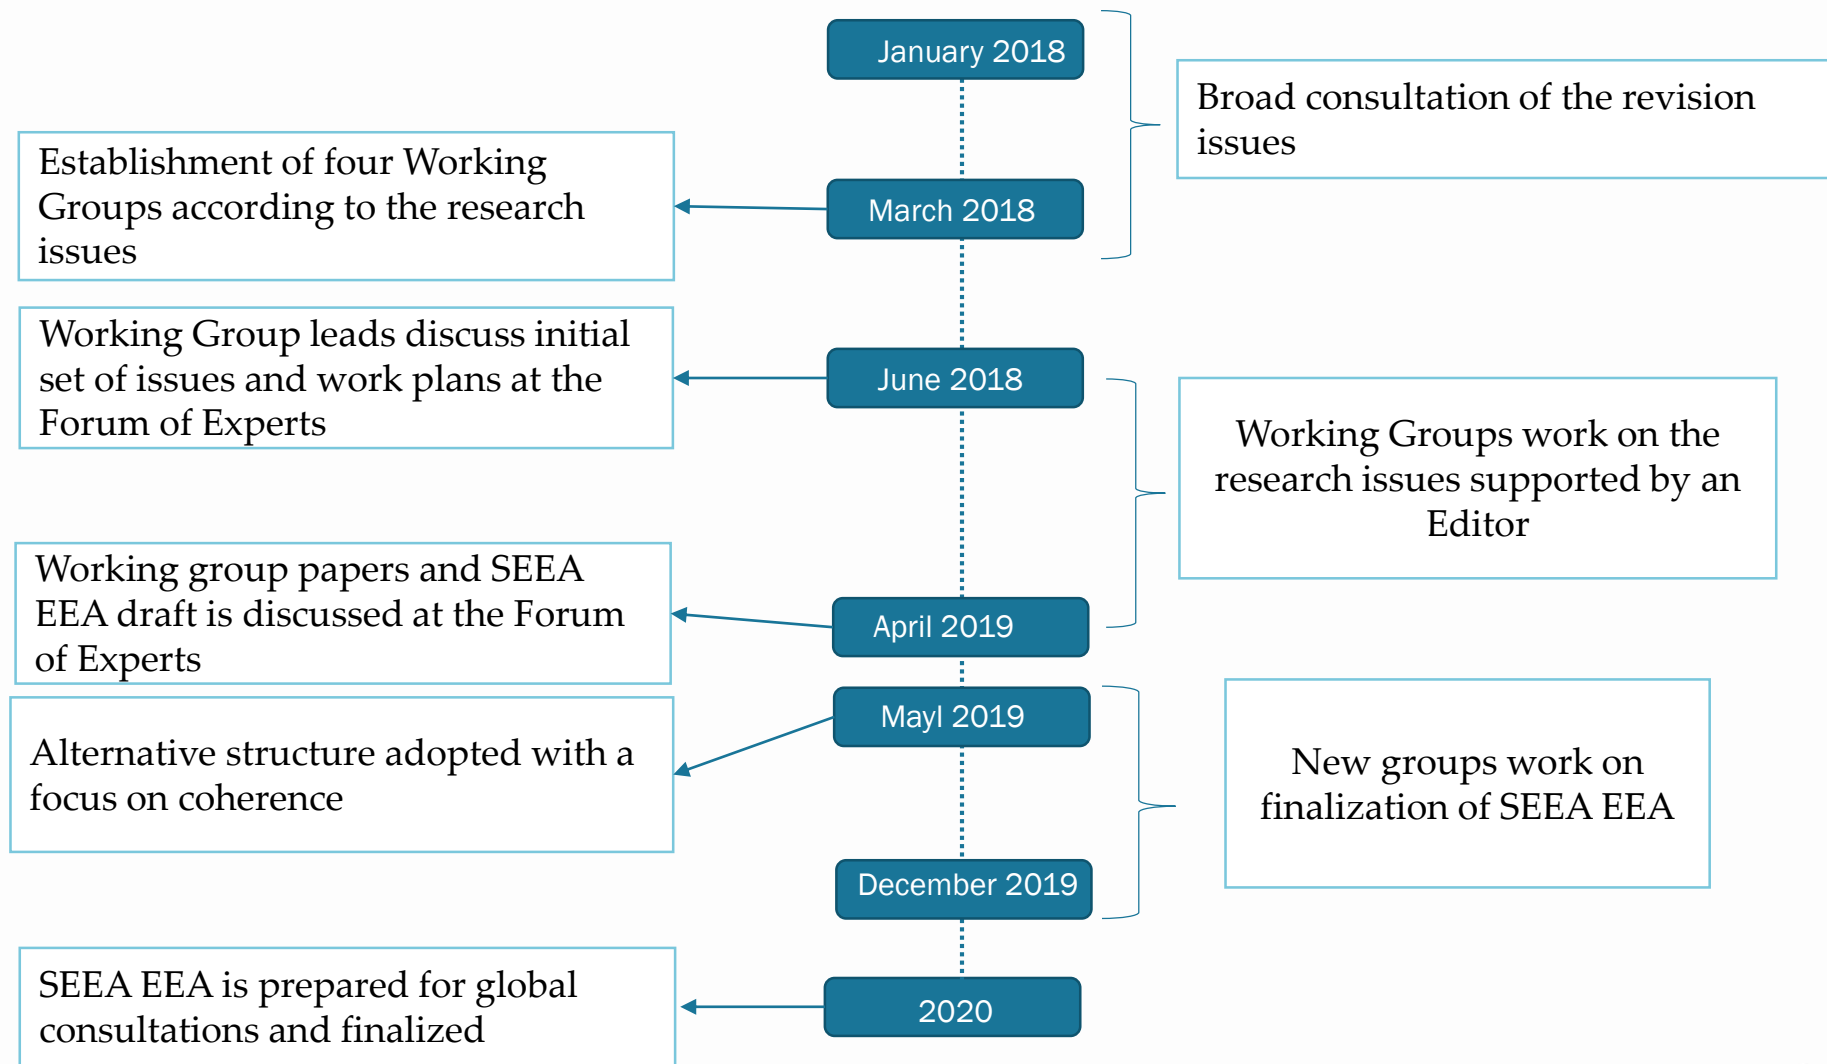 January 2018
Broad consultation of the revision
issues
Establishment of four Working
Groups according to the research
issues
March 2018
Working Group leads discuss initial
set of issues and work plans at the
Forum of Experts
June 2018
Working Groups work on the
research issues supported by an
Editor
Working group papers and SEEA
EEA draft is discussed at the Forum
of Experts
April 2019
Mayl 2019
Alternative structure adopted with a
focus on coherence
New groups work on
finalization of SEEA EEA
December 2019
SEEA EEA is prepared for global
consultations and finalized
2020